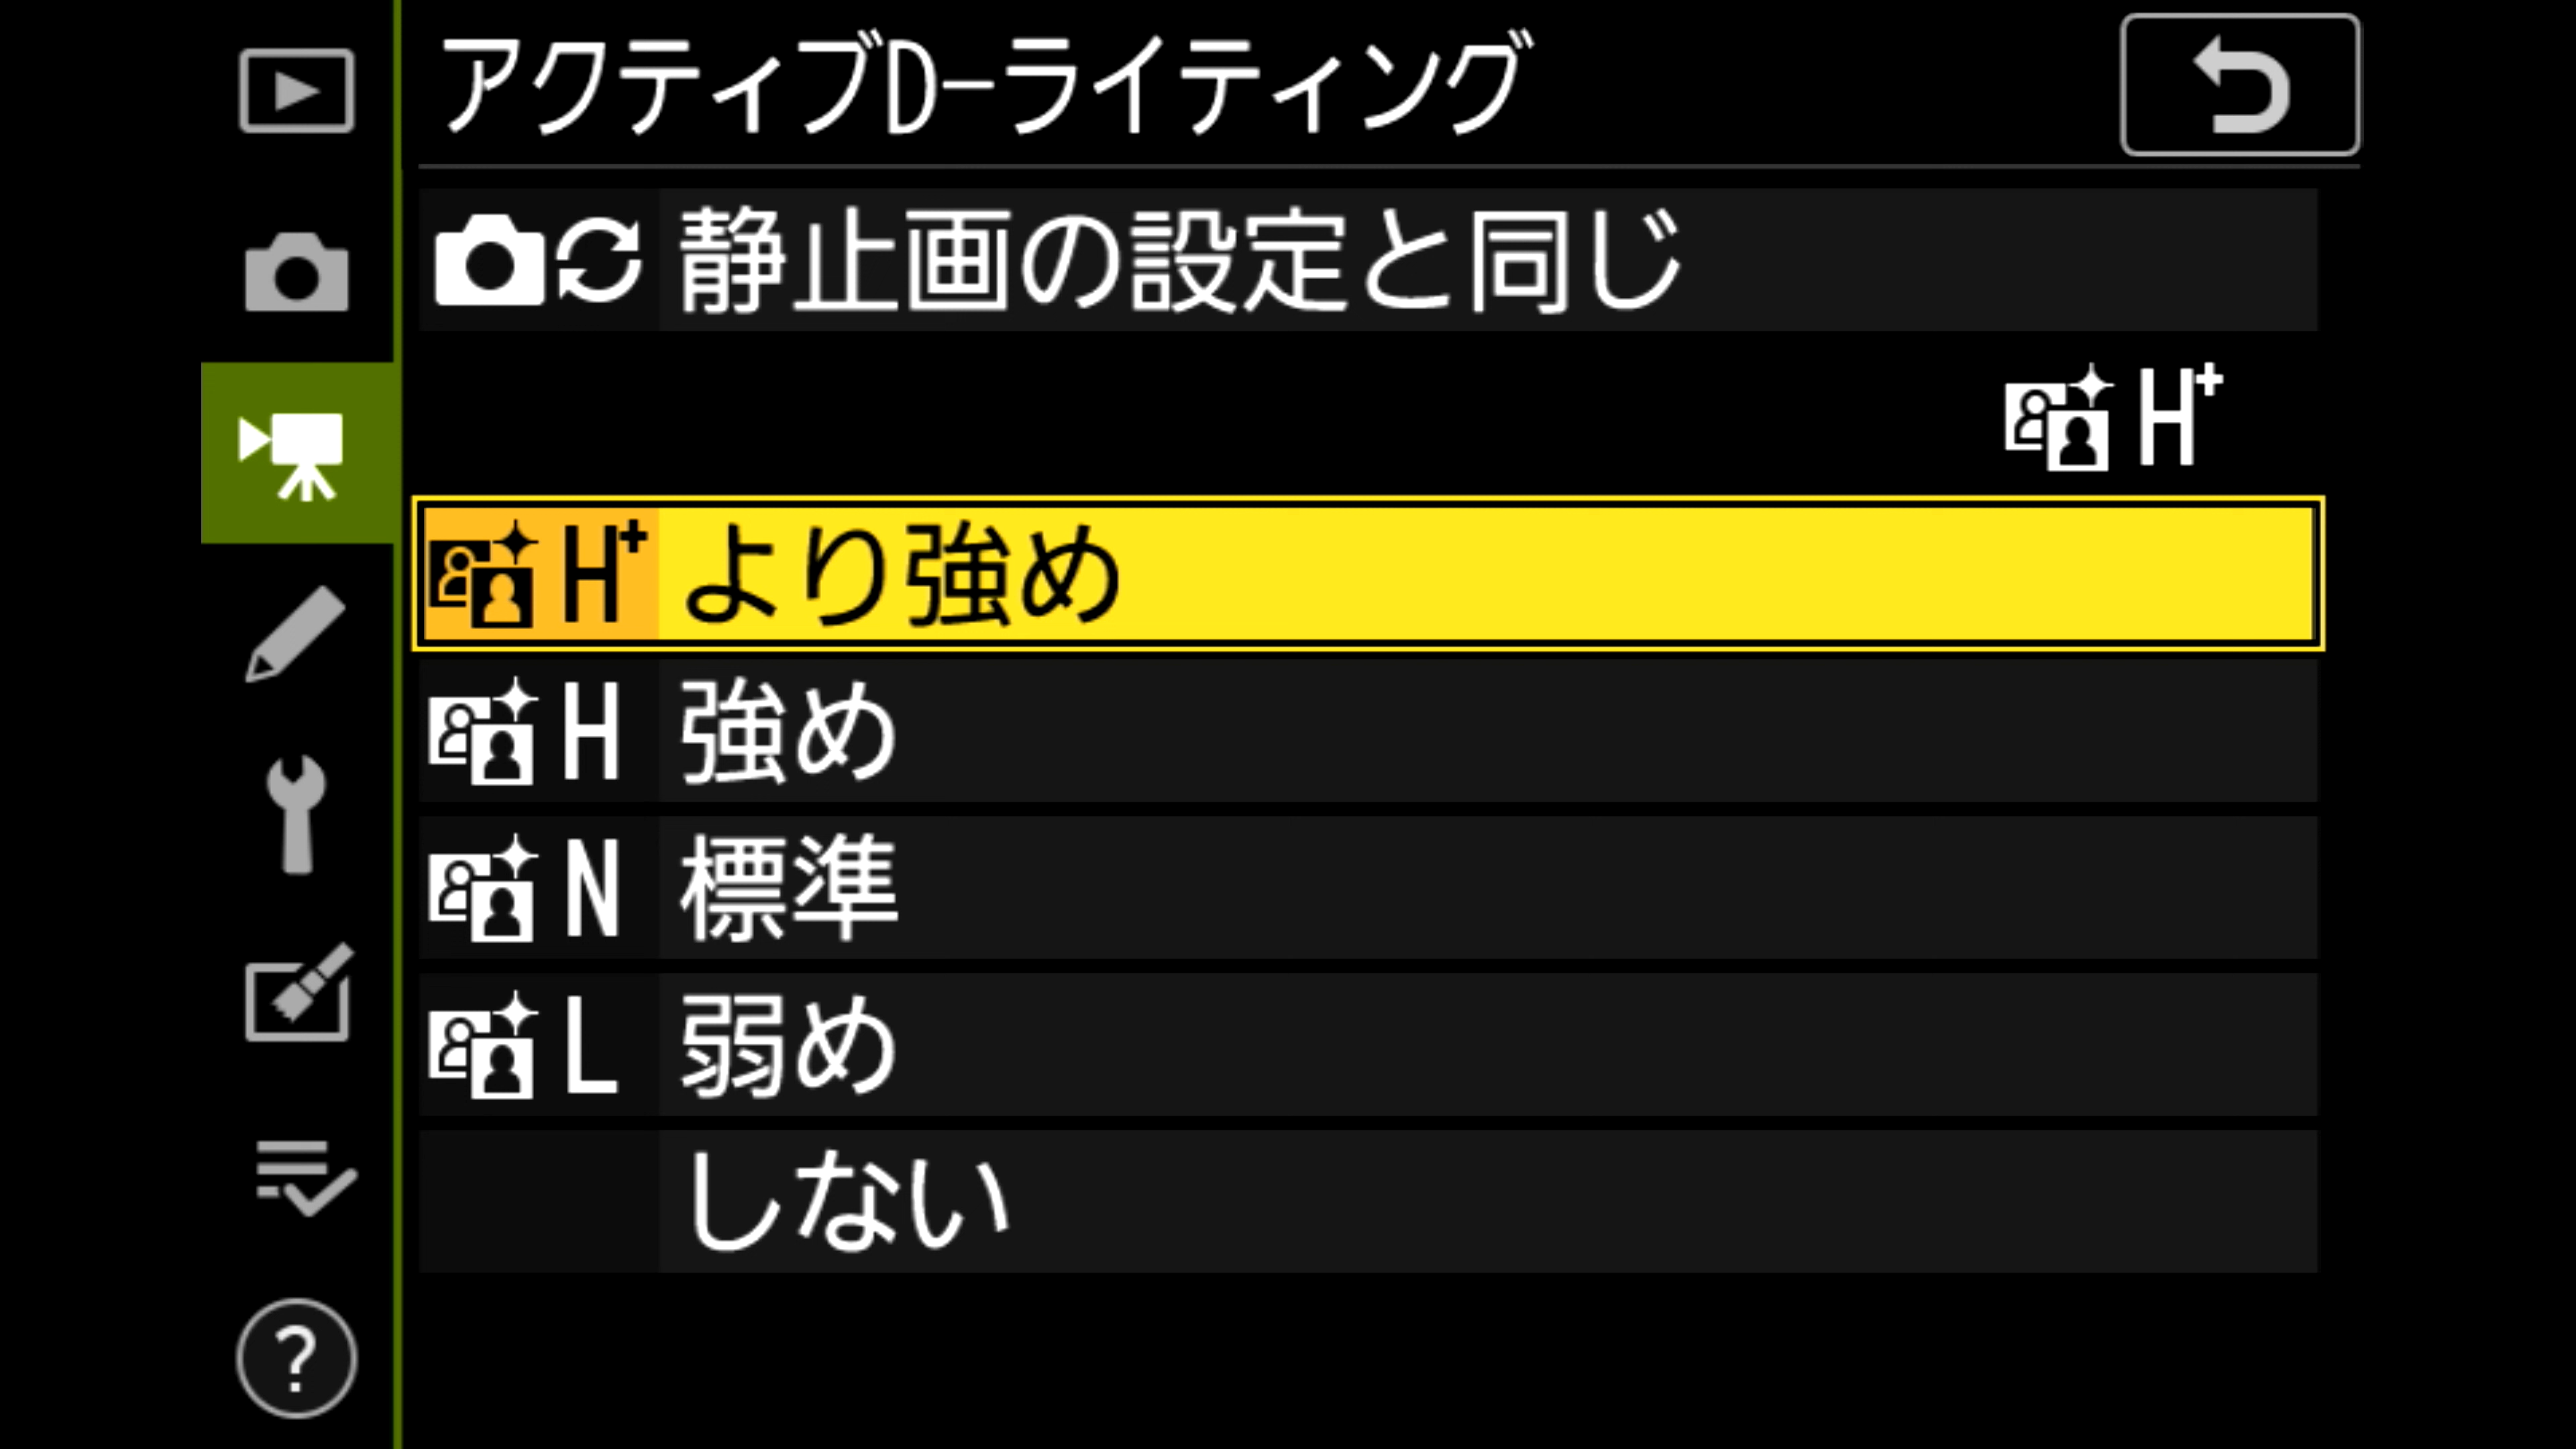 アクティブD-ライティング
静止画の設定と同じ
H+
H+ より強め
H 強め
N 標準
L 弱め
しない
?